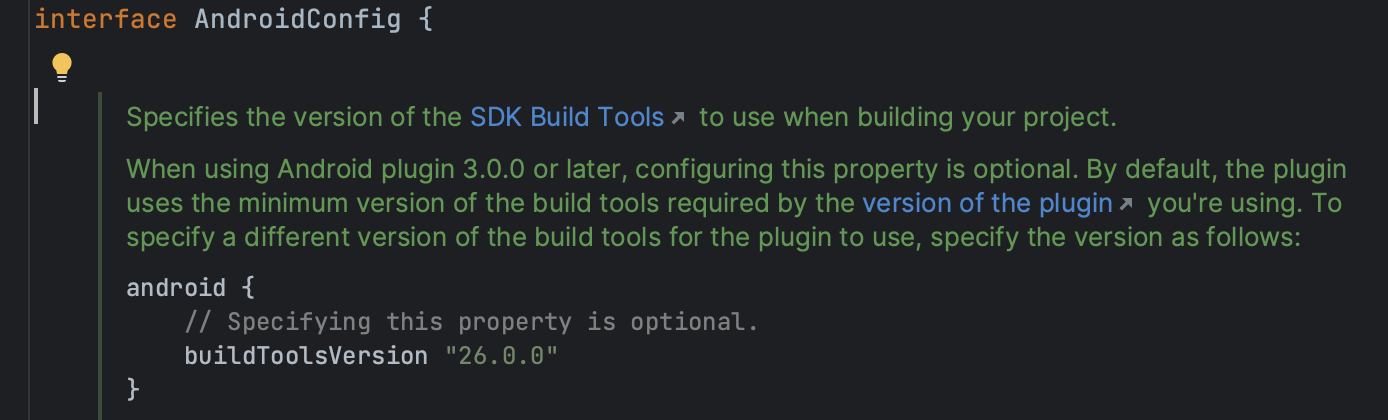 interface AndroidConfig {
Specifies the version of the SDK Build Tools to use when building your project.
When using Android plugin 3.0.0 or later, configuring this property is optional. By default, the plugin
uses the minimum version of the build tools required by the version of the plugin you're using. To
specify a different version of the build tools for the plugin to use, specify the version as follows:
android {
    // Specifying this property is optional.
    buildToolsVersion "26.0.0"
}